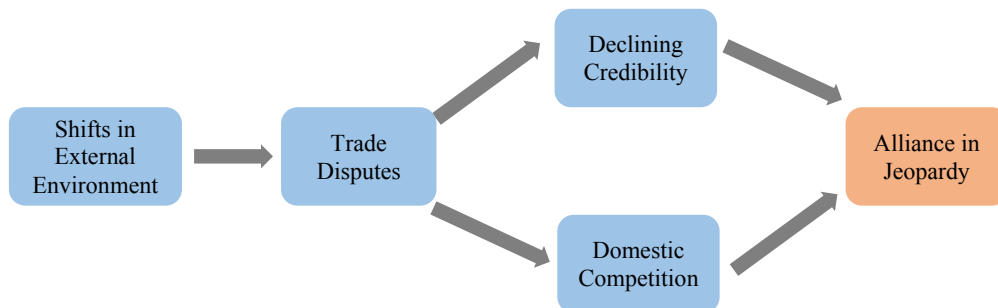 Shifts in
External
Environment
Trade
Disputes
Declining
Credibility
Domestic
Competition
Alliance in
Jeopardy